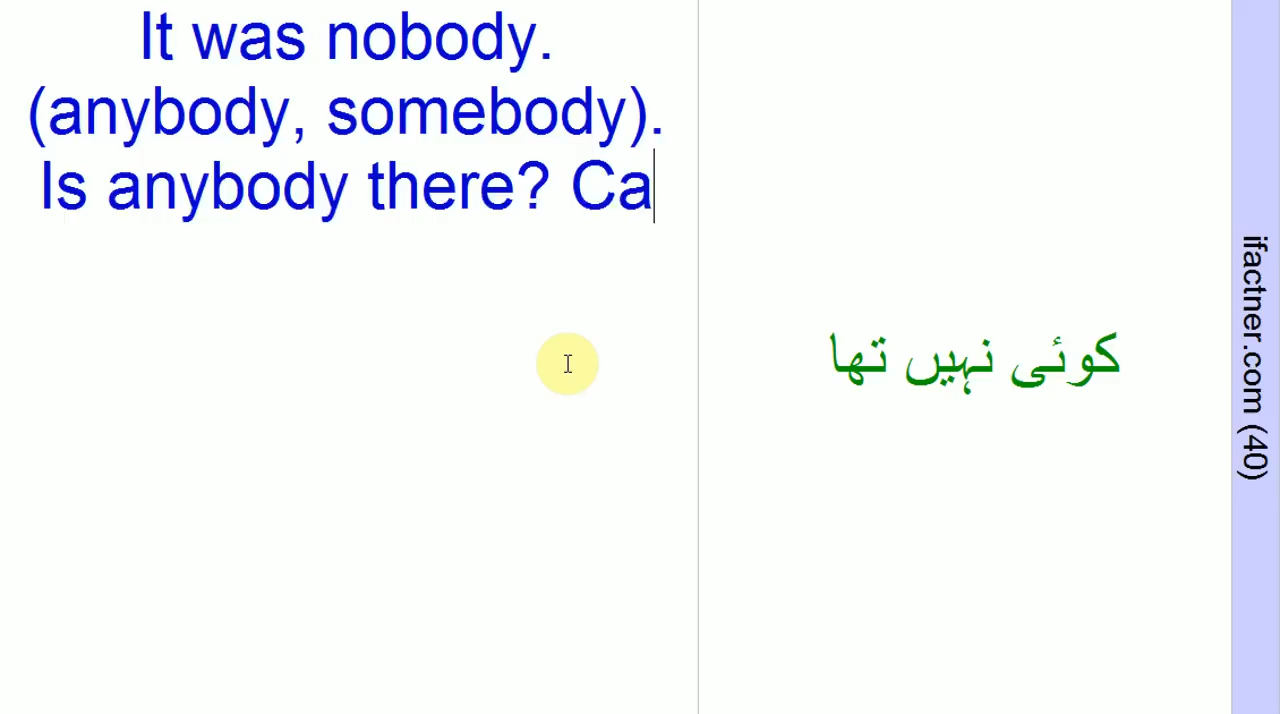 It was nobody.
(anybody, somebody).
Is anybody there? Ca
کوئی نہیں تھا
ifactner.com (40)